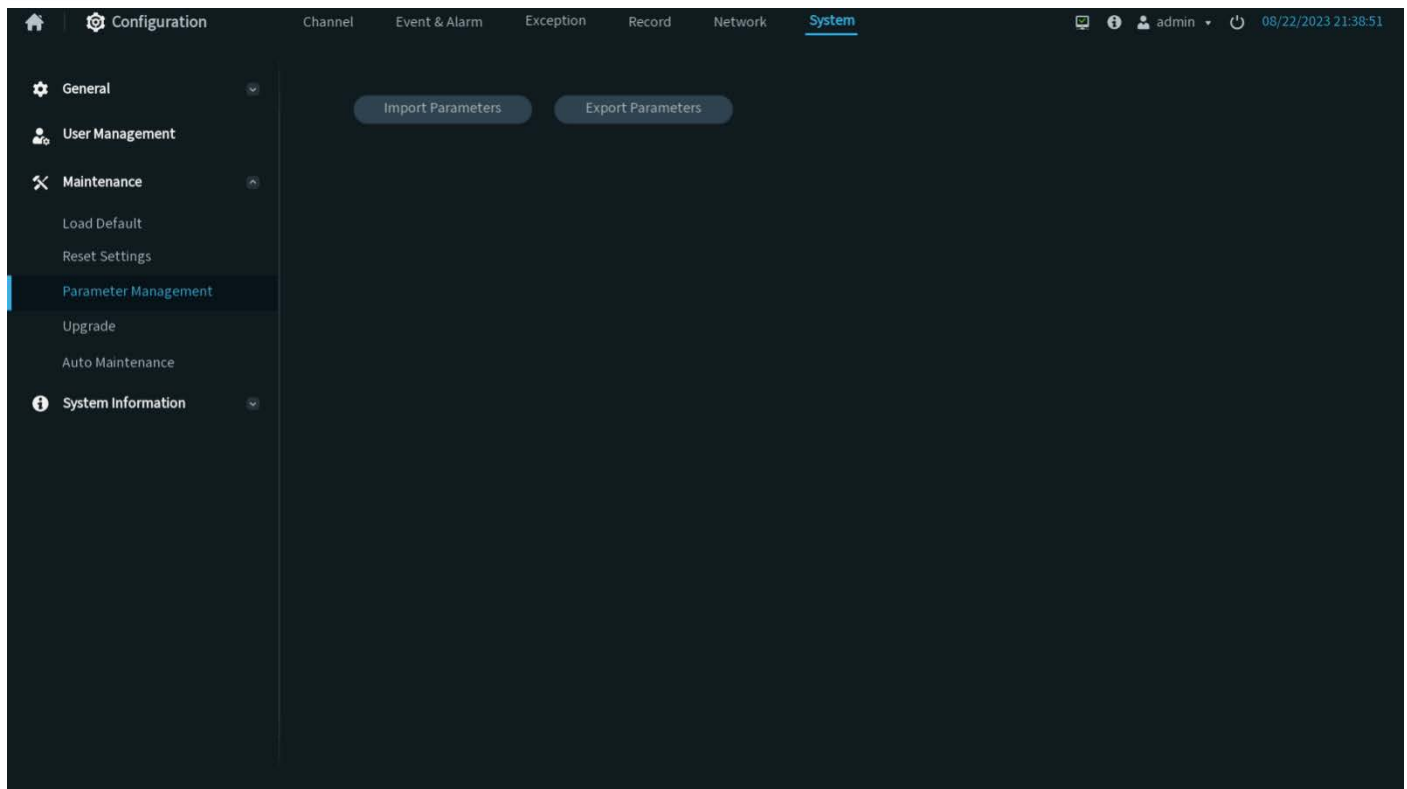 Configuration Channel Event & Alarm Exception Record Network System admin 08/22/2023 21:38:51
General
Import Parameters Export Parameters
User Management
Maintenance
Load Default
Reset Settings
Parameter Management
Upgrade
Auto Maintenance
System Information